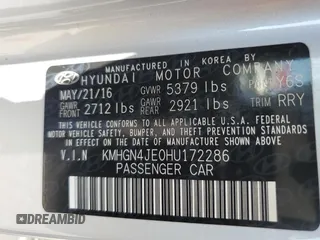 MANUFACTURED IN KOREA BY
HYUNDAI MOTOR COMPANY
MAY/21/16 GVWR 5379 lbs
GAWR FRONT 2712 lbs GAWR REAR 2921 lbs TRIM RRY
THIS VEHICLE CONFORMS TO ALL APPLICABLE U.S.A FEDERAL
MOTOR VEHICLE SAFETY, BUMPER, AND THEFT PREVENTION
STANDARDS IN EFFECT ON THE DATE OF MANUFACTURE SHOWN ABOVE.
V.I.N KMHGN4JE0HU172286
PASSENGER CAR
DREAMBID